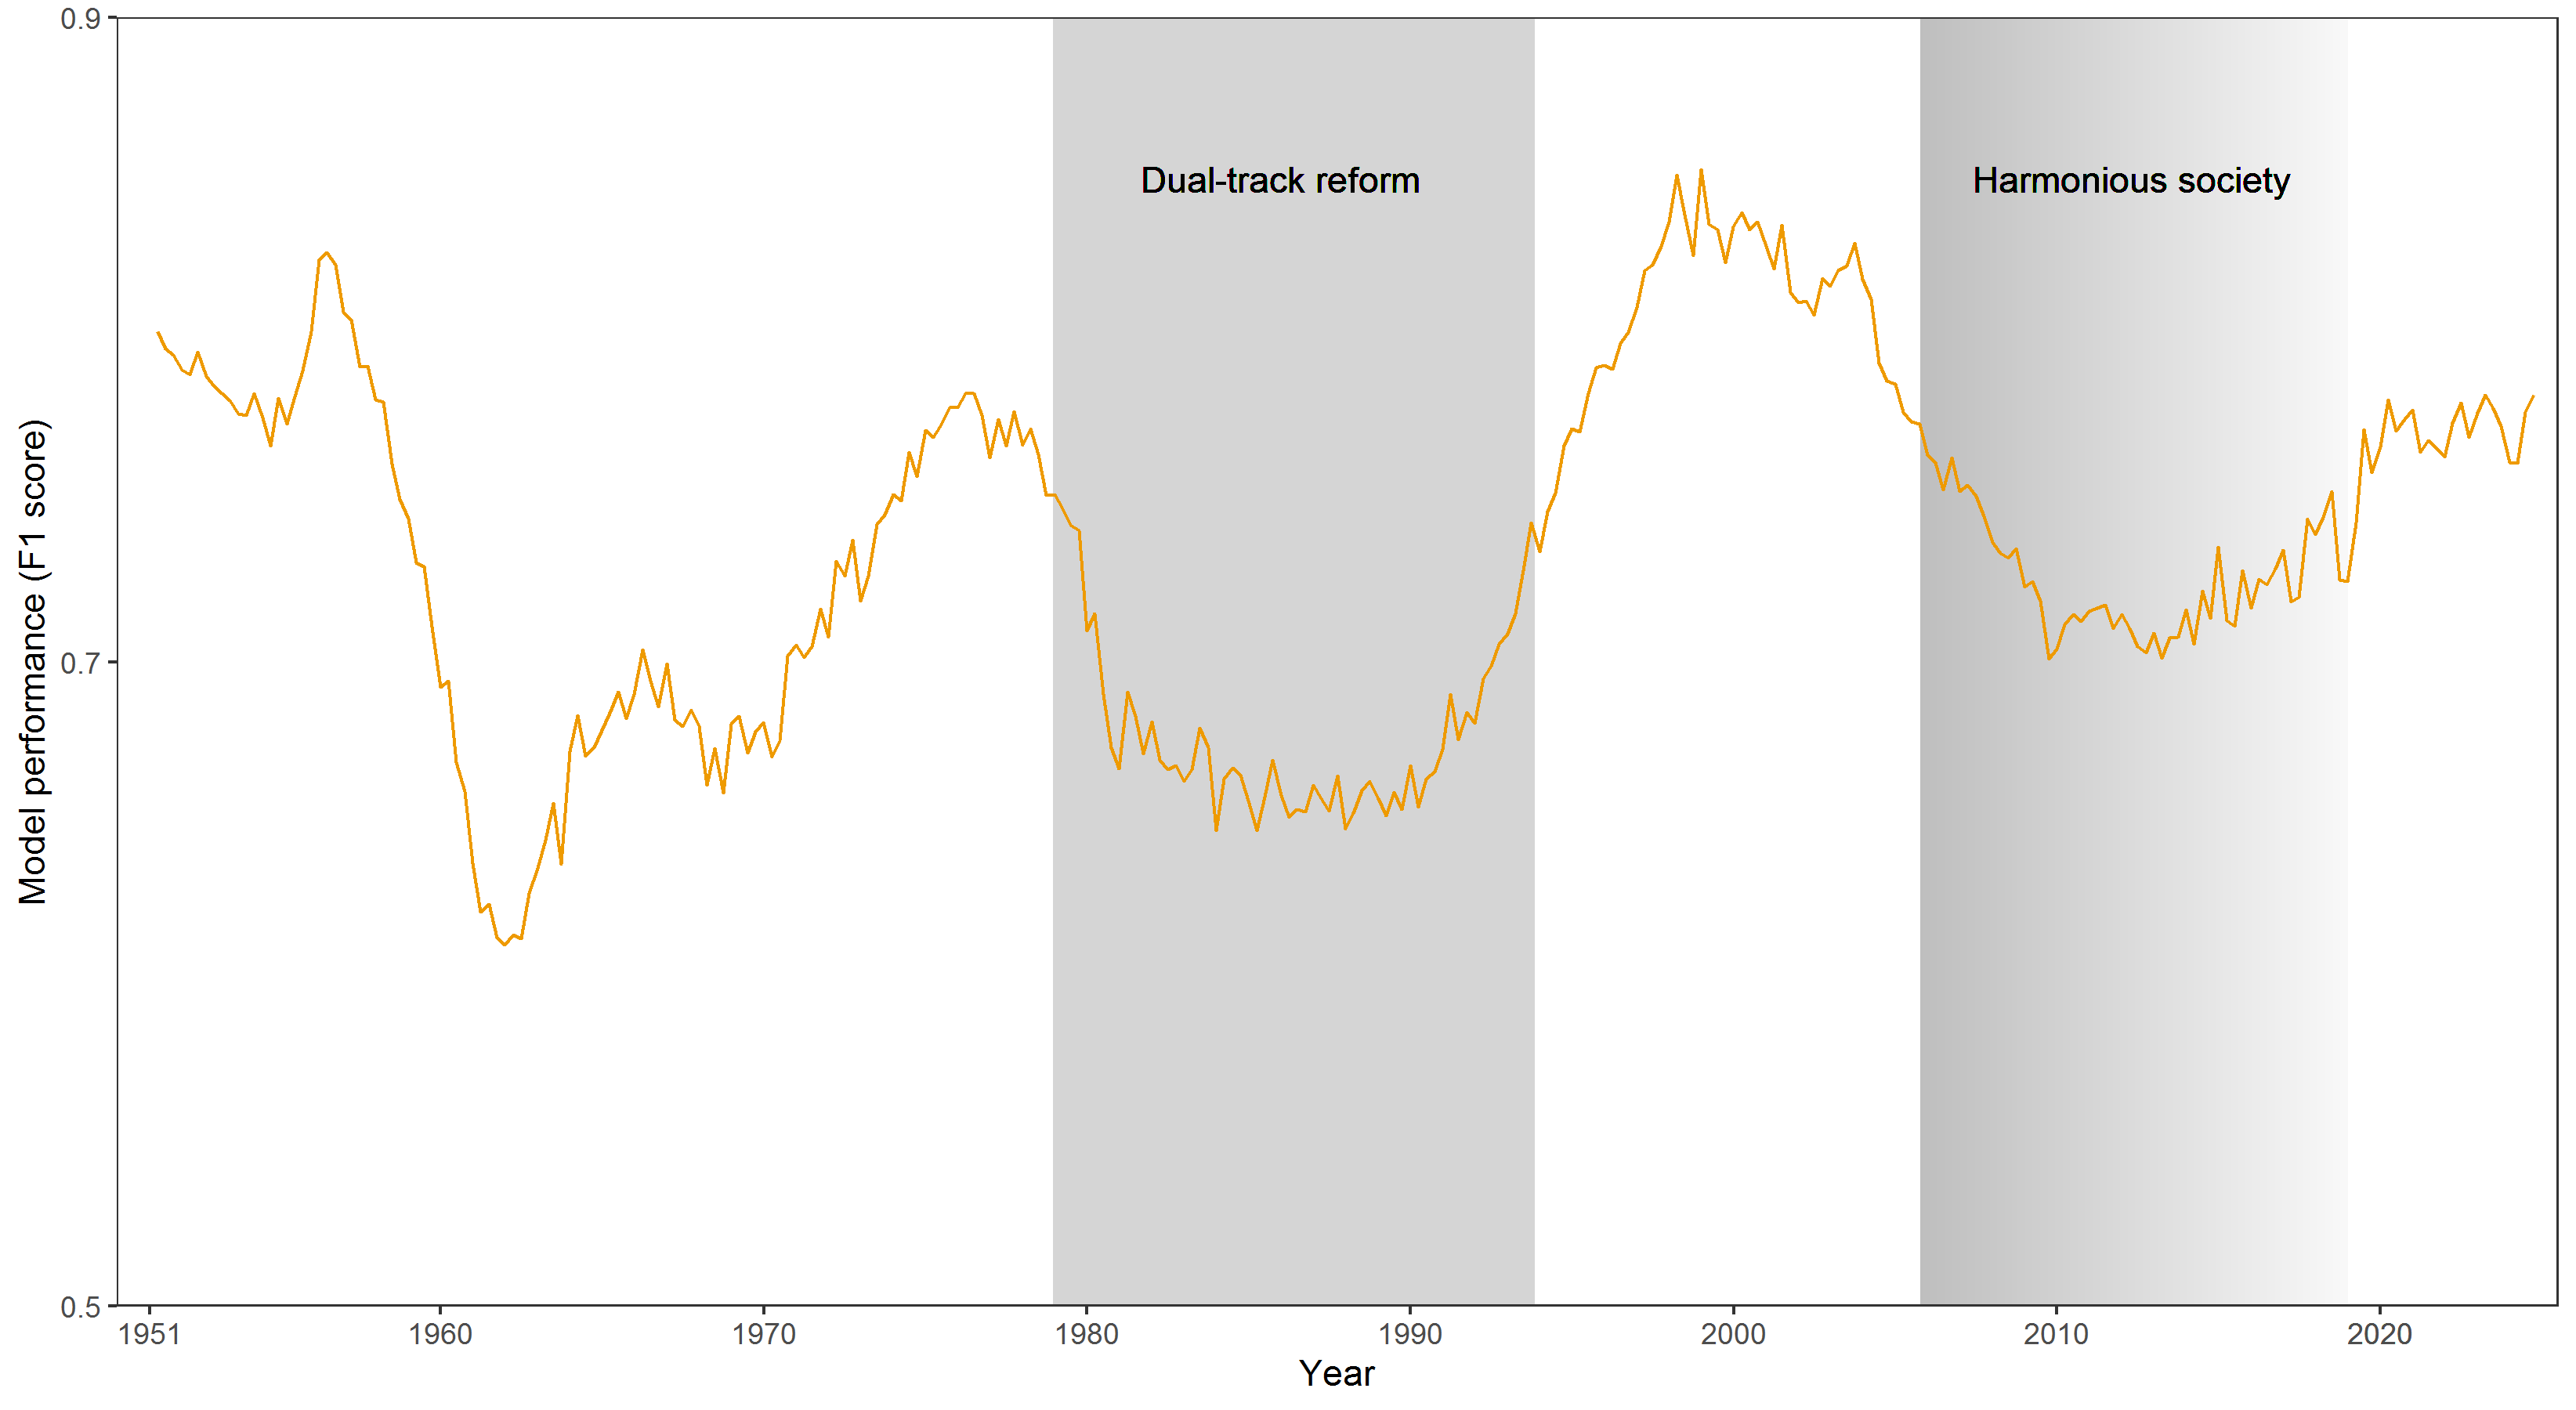 0.9
Dual-track reform
Harmonious society
Model performance (F1 score)
0.7
0.5
1951 1960 1970 1980 1990 2000 2010 2020
Year